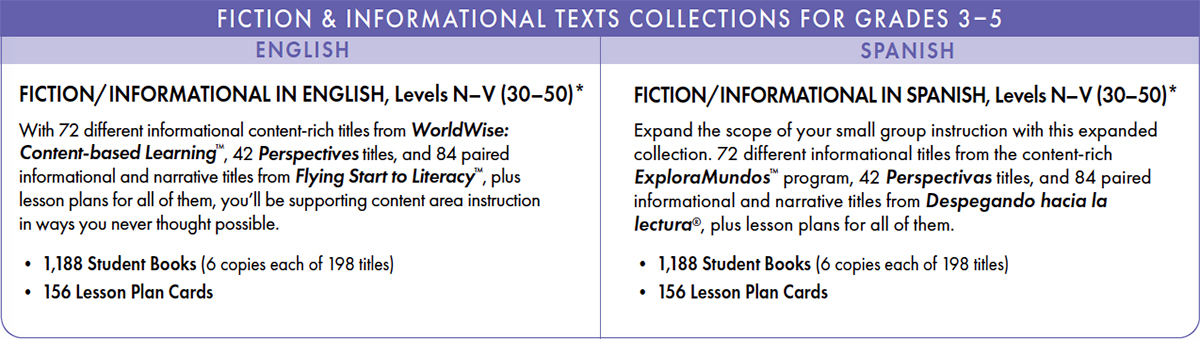 FICTION & INFORMATIONAL TEXTS COLLECTIONS FOR GRADES 3–5
ENGLISH
FICTION/INFORMATIONAL IN ENGLISH, Levels N–V (30–50)*
With 72 different informational content-rich titles from WorldWise:
Content-based Learning™, 42 Perspectives titles, and 84 paired
informational and narrative titles from Flying Start to Literacy™, plus
lesson plans for all of them, you’ll be supporting content area instruction
in ways you never thought possible.
• 1,188 Student Books (6 copies each of 198 titles)
• 156 Lesson Plan Cards
SPANISH
FICTION/INFORMATIONAL IN SPANISH, Levels N–V (30–50)*
Expand the scope of your small group instruction with this expanded
collection. 72 different informational titles from the content-rich
ExploraMundos™ program, 42 Perspectivas titles, and 84 paired
informational and narrative titles from Despegando hacia la
lectura®, plus lesson plans for all of them.
• 1,188 Student Books (6 copies each of 198 titles)
• 156 Lesson Plan Cards